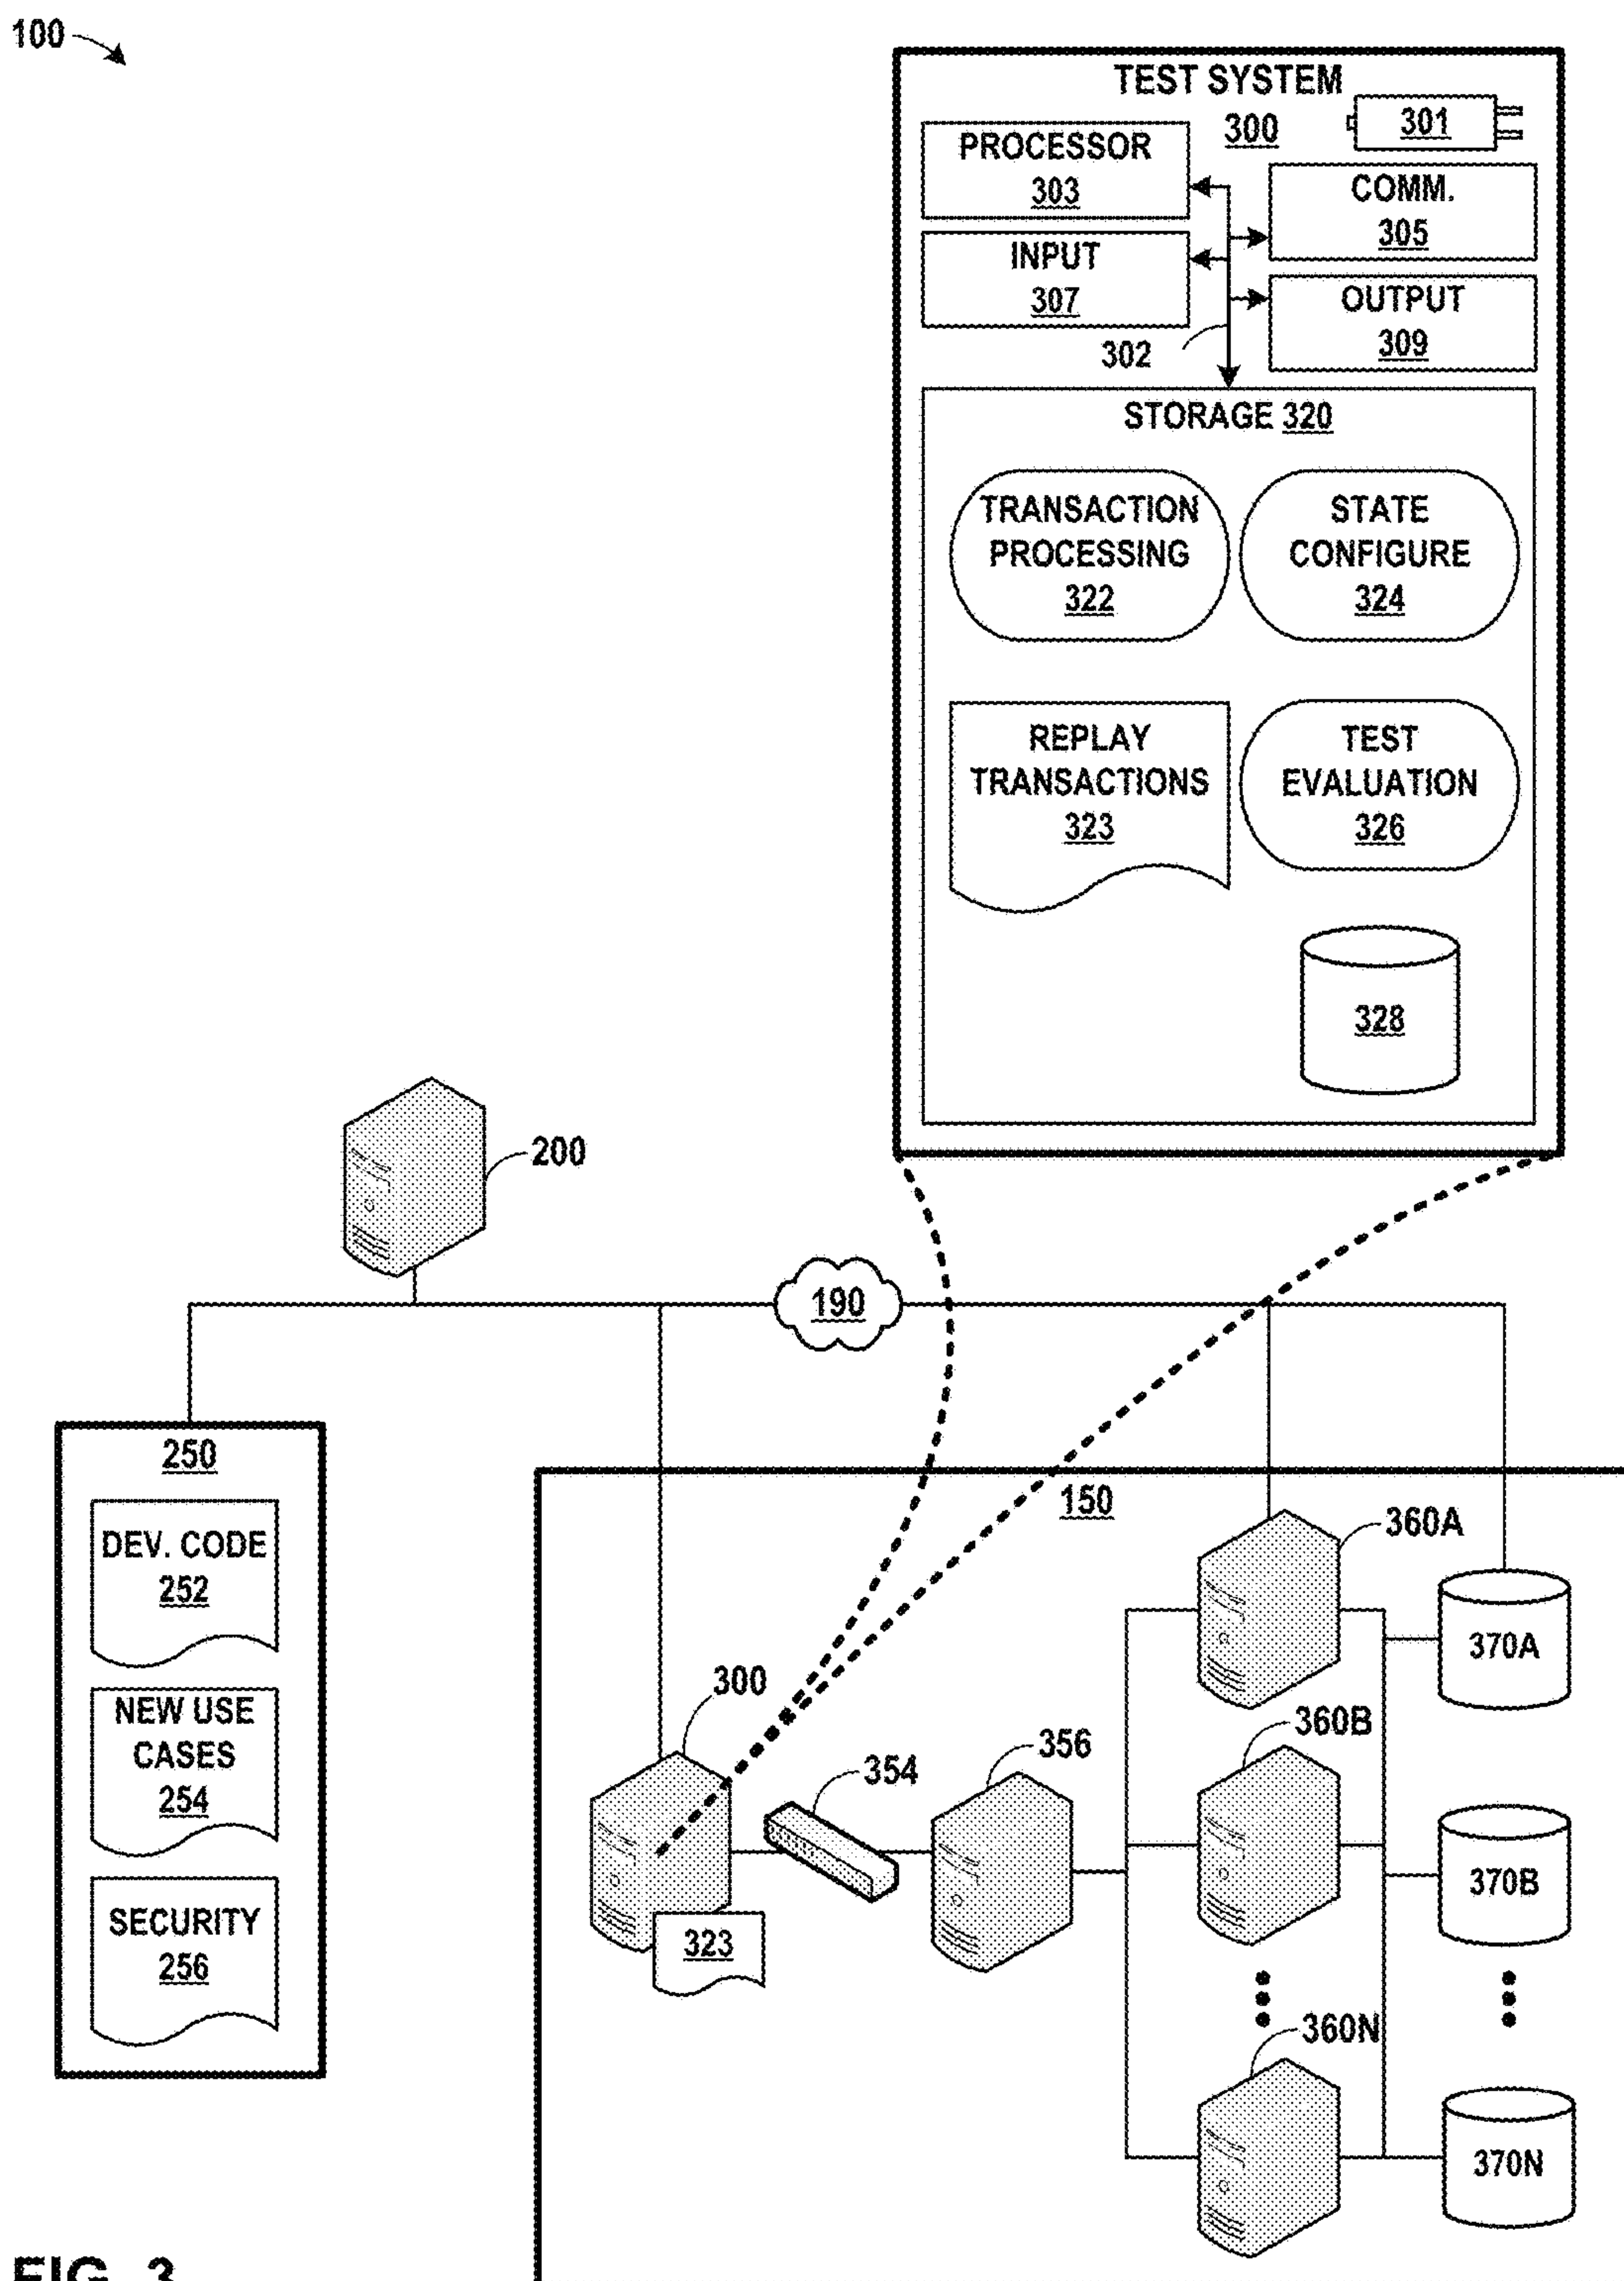 100
TEST SYSTEM
300
301
PROCESSOR
303
COMM.
305
INPUT
307
OUTPUT
309
302
STORAGE 320
TRANSACTION
PROCESSING
322
STATE
CONFIGURE
324
REPLAY
TRANSACTIONS
323
TEST
EVALUATION
326
328
200
190
250
DEV. CODE
252
NEW USE
CASES
254
SECURITY
256
150
360A
370A
300
354
356
360B
370B
323
360N
370N
FIG. 3